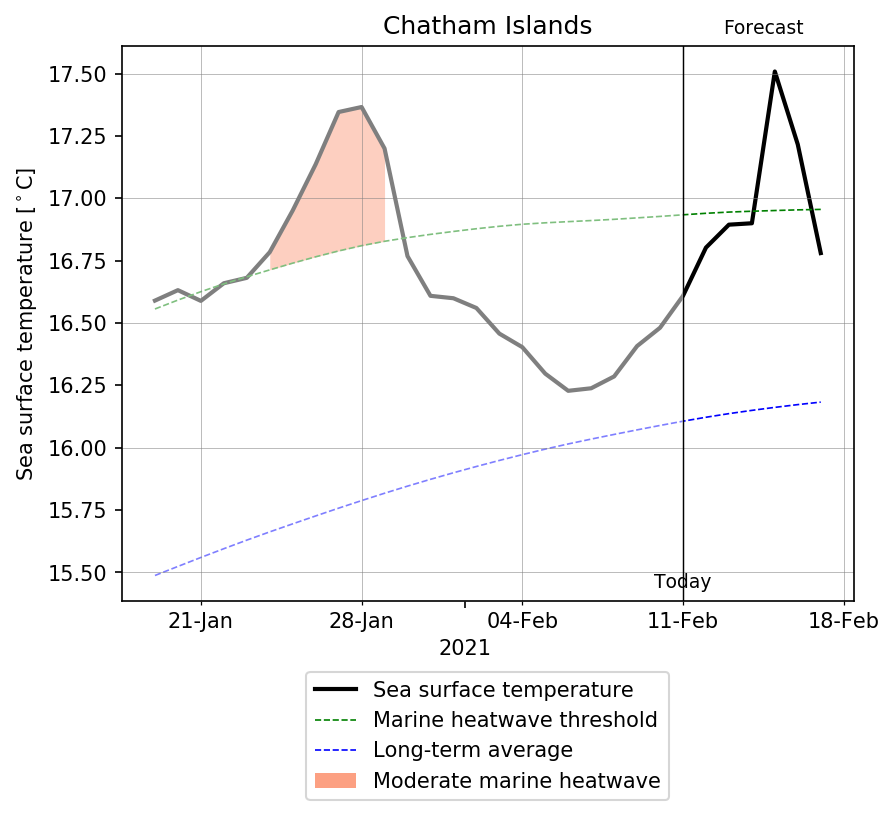 Chatham Islands
Forecast
17.50
17.25
17.00
16.75
16.50
16.25
16.00
15.75
15.50
Sea surface temperature [°C]
Today
21-Jan 28-Jan 04-Feb 11-Feb 18-Feb
2021
Sea surface temperature
Marine heatwave threshold
Long-term average
Moderate marine heatwave